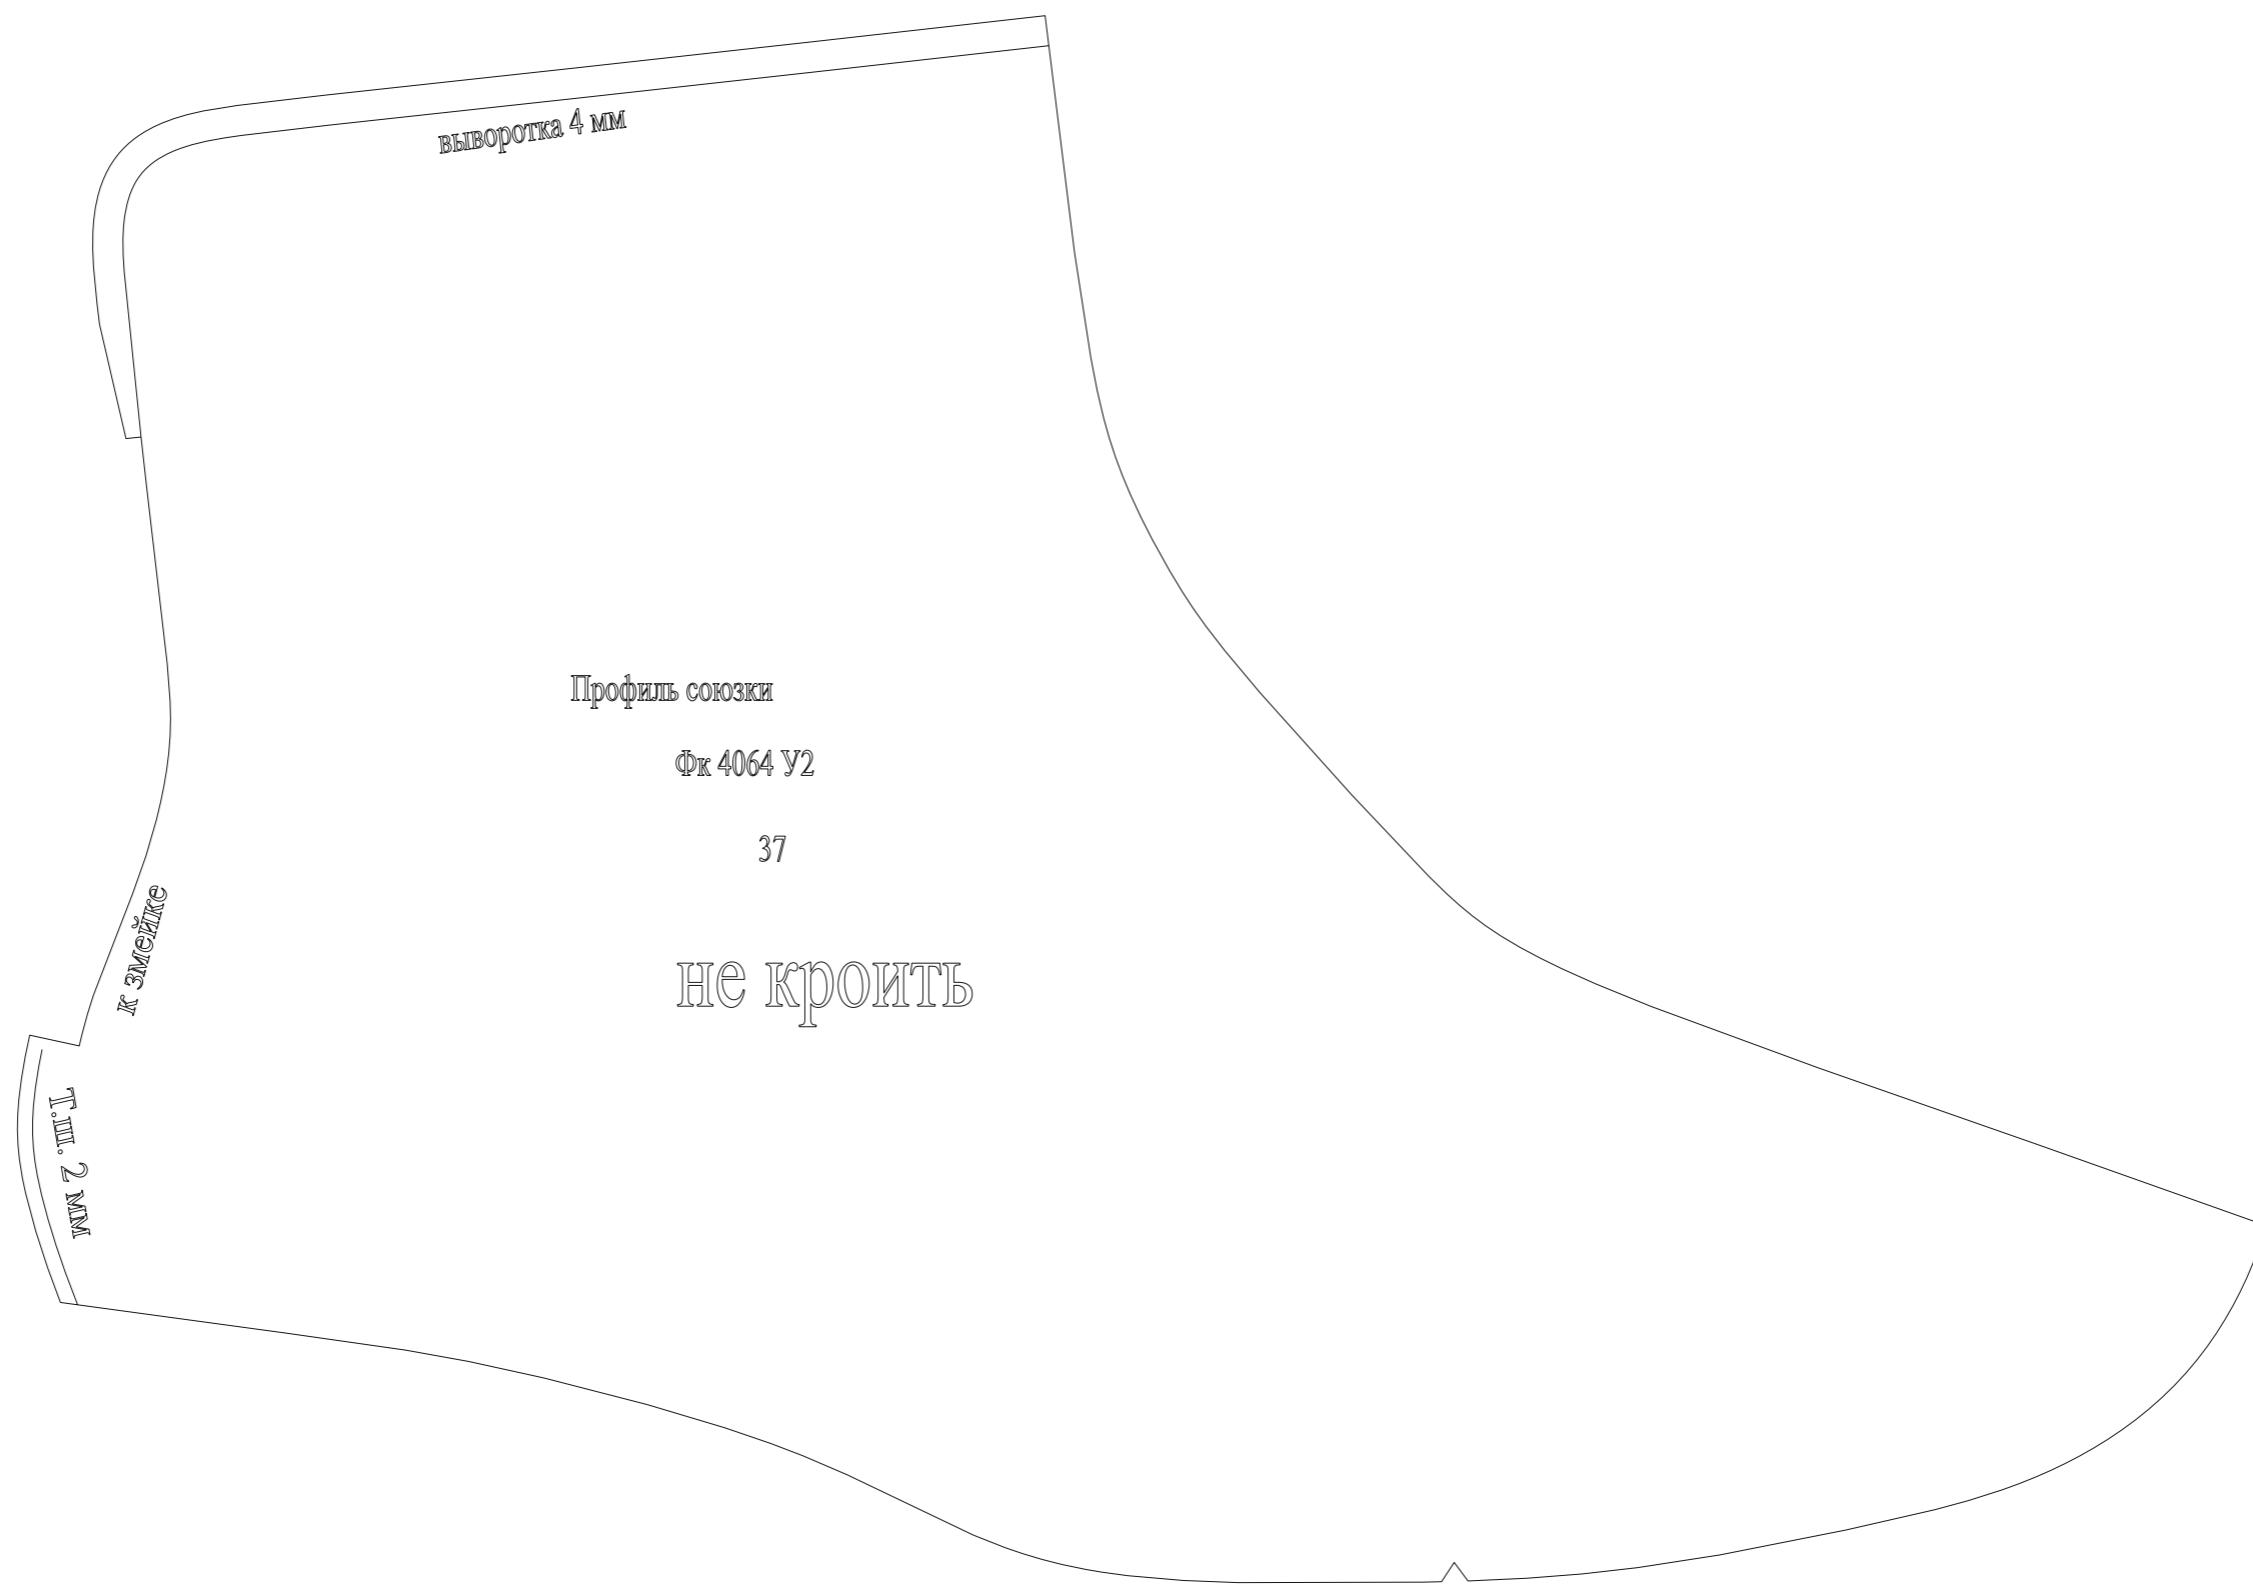 выворотка 4 мм
Профиль союзки
Фк 4064 У2
37
к змейке
не кроить
Т.ш. 2 мм